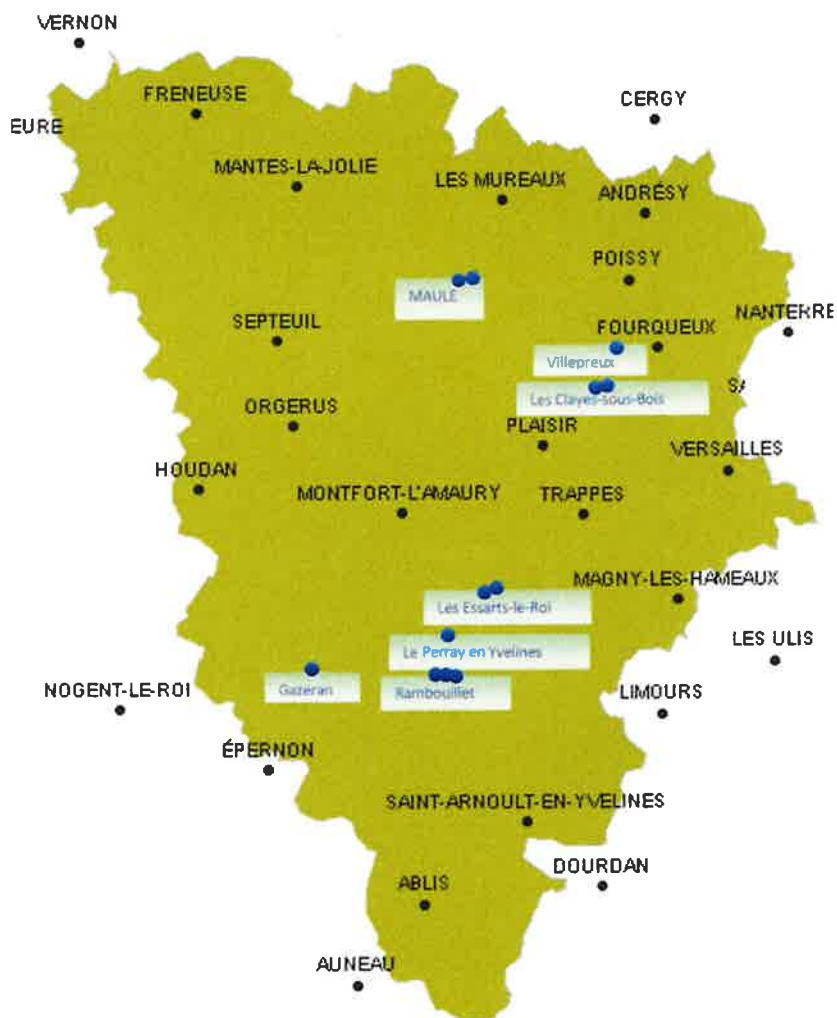 VERNON
FRENEUSE
CERGY
EURE
MANTES-LA-JOLIE
LES MUREAUX
ANDRÉSY
POISSY
MAULE
NANTERRE
SEPTEUIL
FOURQUEUX
Villepreux
SA
Les Clayes-sous-Bois
ORGERUS
PLAISIR
VERSAILLES
HOUDAN
MONTFORT-L'AMAURY
TRAPPES
MAGNY-LES-HAMEAUX
Les Essarts-le-Roi
LES ULIS
Le Perray en Yvelines
NOGENT-LE-ROI
Gazeran
Rambouillet
LIMOURS
ÉPERNON
SAINT-ARNOULT-EN-YVELINES
DOURDAN
ABLIS
AUNEAU